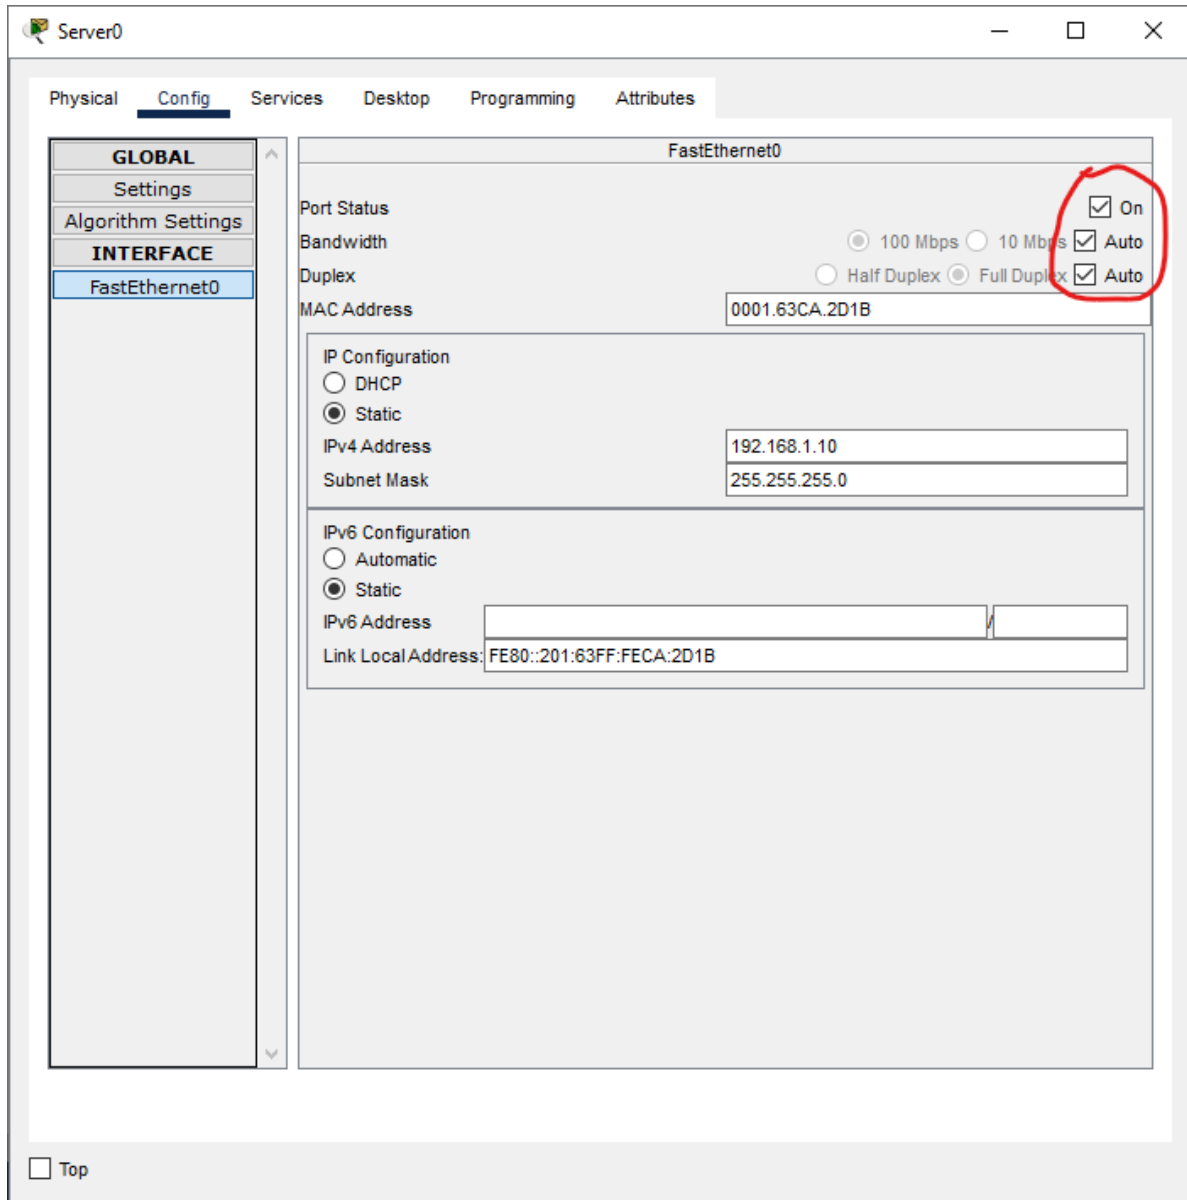 Server0
Physical Config Services Desktop Programming Attributes
GLOBAL
Settings
Algorithm Settings
INTERFACE
FastEthernet0
FastEthernet0
Port Status On
Bandwidth 100 Mbps 10 Mbps Auto
Duplex Half Duplex Full Duplex Auto
MAC Address 0001.63CA.2D1B
IP Configuration
DHCP
Static
IPv4 Address 192.168.1.10
Subnet Mask 255.255.255.0
IPv6 Configuration
Automatic
Static
IPv6 Address /
Link Local Address: FE80::201:63FF:FECA:2D1B
Top